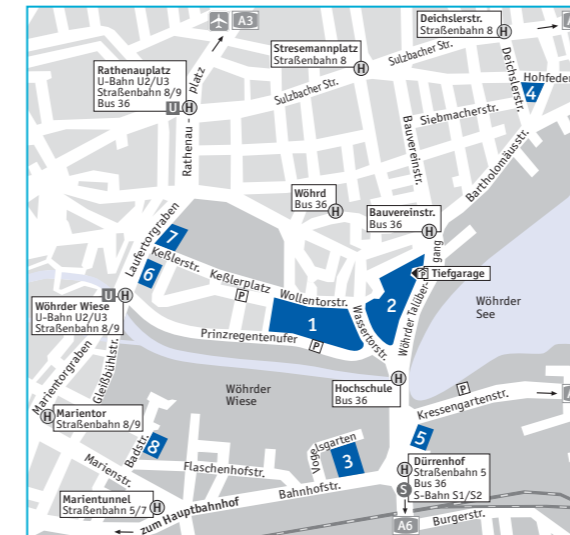 A3
Deichslerstr.
Straßenbahn 8
A
Stresemannplatz
Straßenbahn 8
Sulzbacher Str.
Sulzbacher Str.
Rathenauplatz
U-Bahn U2/U3
Straßenbahn 8/9
Bus 36
U H
Rathenau - platz
Deichslerstr.
Hohfeder
4
Siebmacherstr.
Bauvereinstr.
Bartholomäusstr.
Wöhrd
Bus 36
H
Bauvereinstr.
Bus 36
H
Laufertorgraben
7
6
Keßlerstr.
Keßlerplatz
P
Wollentorstr.
1
2
P Tiefgarage
Wöhrder Talüber-
gang
Wassertorstr.
Wöhrder
See
Wöhrder Wiese
U-Bahn U2/U3
Straßenbahn 8/9
U H
Prinzregentenufer
P
Marientorgraben
Gleißbühlstr.
Wöhrder
Wiese
Hochschule
Bus 36
H
P
Kressengartenstr.
A
Marientor
Straßenbahn 8/9
H
Badstr.
8
Marienstr.
Flaschenhofstr.
Vogelsgarten
3
5
Bahnhofstr.
Dürrenhof
Straßenbahn 5
Bus 36
S-Bahn S1/S2
H
S
Marientunnel
Straßenbahn 5/7
H
zum Hauptbahnhof
A6
Burgerstr.